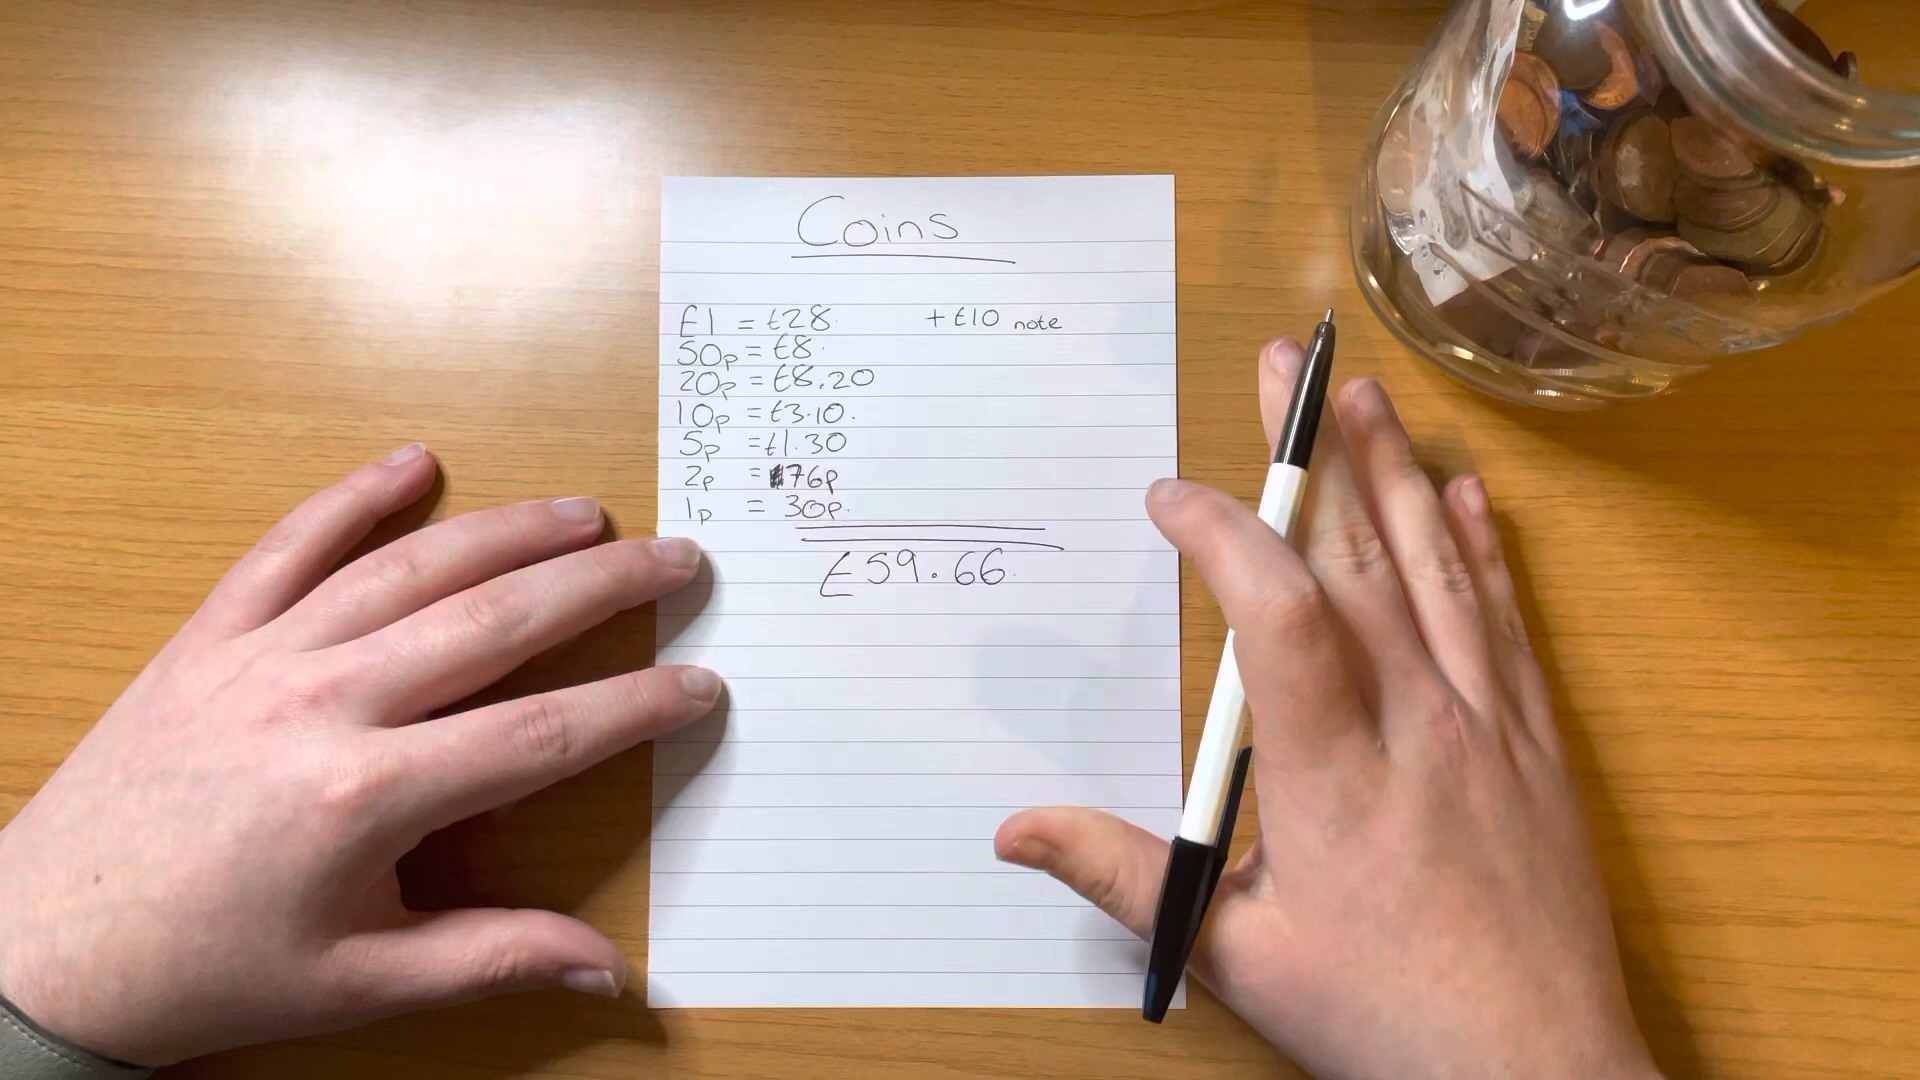 Coins
£1 = £28. + £10 note
50p = £8.
20p = £8.20
10p = £3.10.
5p = £1.30
2p = 76p
1p = 30p.
£59.66.